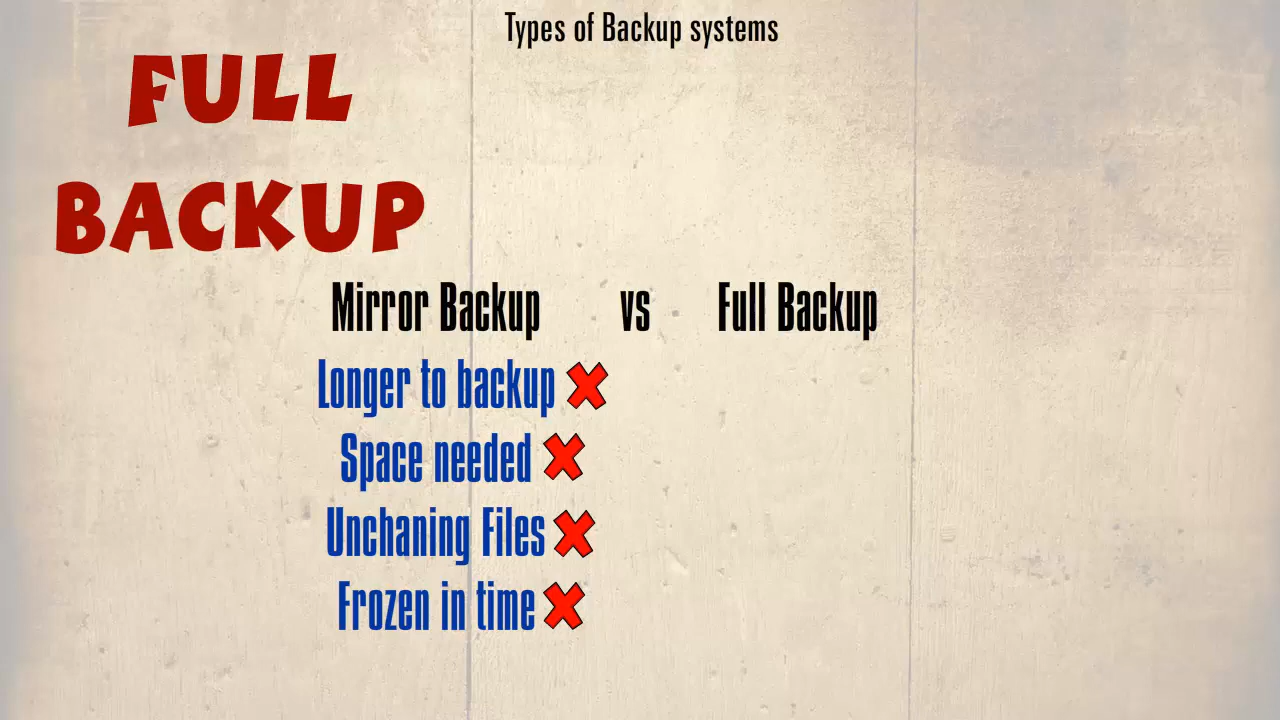 Types of Backup systems
FULL
BACKUP
Mirror Backup vs Full Backup
Longer to backup
Space needed
Unchaning Files
Frozen in time